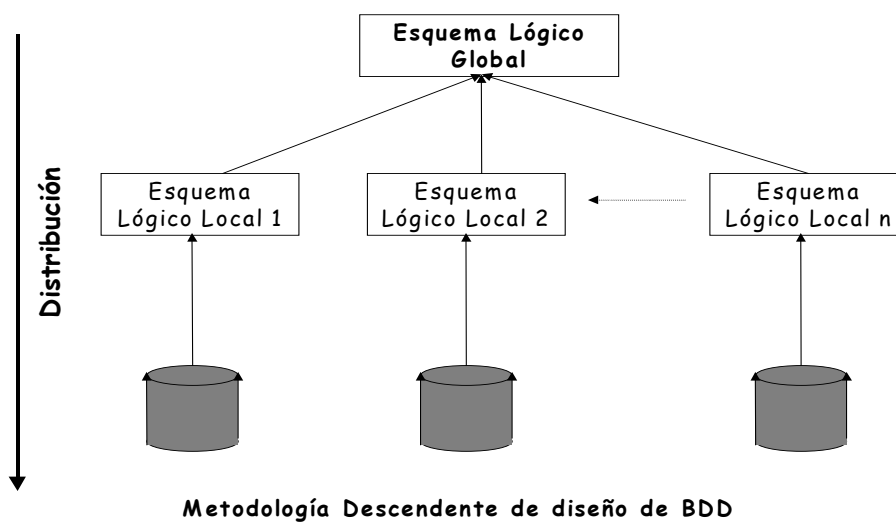 Esquema Lógico
Global
Distribución
Esquema
Lógico Local 1
Esquema
Lógico Local 2
Esquema
Lógico Local n
Metodología Descendente de diseño de BDD